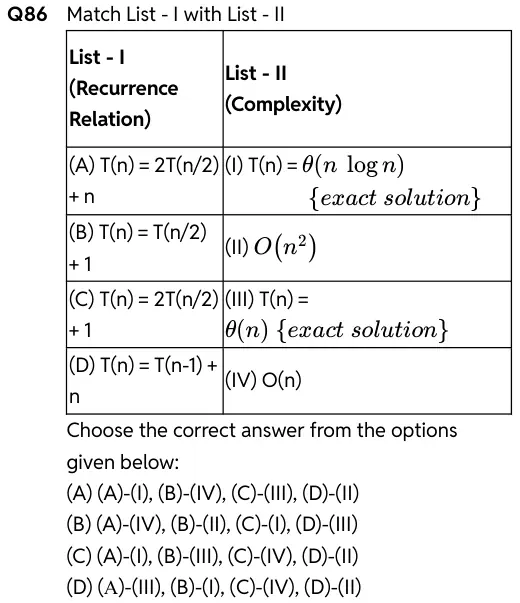 Q86 Match List - I with List - II
List - I
(Recurrence
Relation)
List - II
(Complexity)
(A) T(n) = 2T(n/2)
+ n
(I) T(n) = θ(n log n)
{exact solution}
(B) T(n) = T(n/2)
+ 1
(II) O(n²)
(C) T(n) = 2T(n/2)
+ 1
(III) T(n) =
θ(n) {exact solution}
(D) T(n) = T(n-1) +
n
(IV) O(n)
Choose the correct answer from the options
given below:
(A) (A)-(I), (B)-(IV), (C)-(III), (D)-(II)
(B) (A)-(IV), (B)-(II), (C)-(I), (D)-(III)
(C) (A)-(I), (B)-(III), (C)-(IV), (D)-(II)
(D) (A)-(III), (B)-(I), (C)-(IV), (D)-(II)